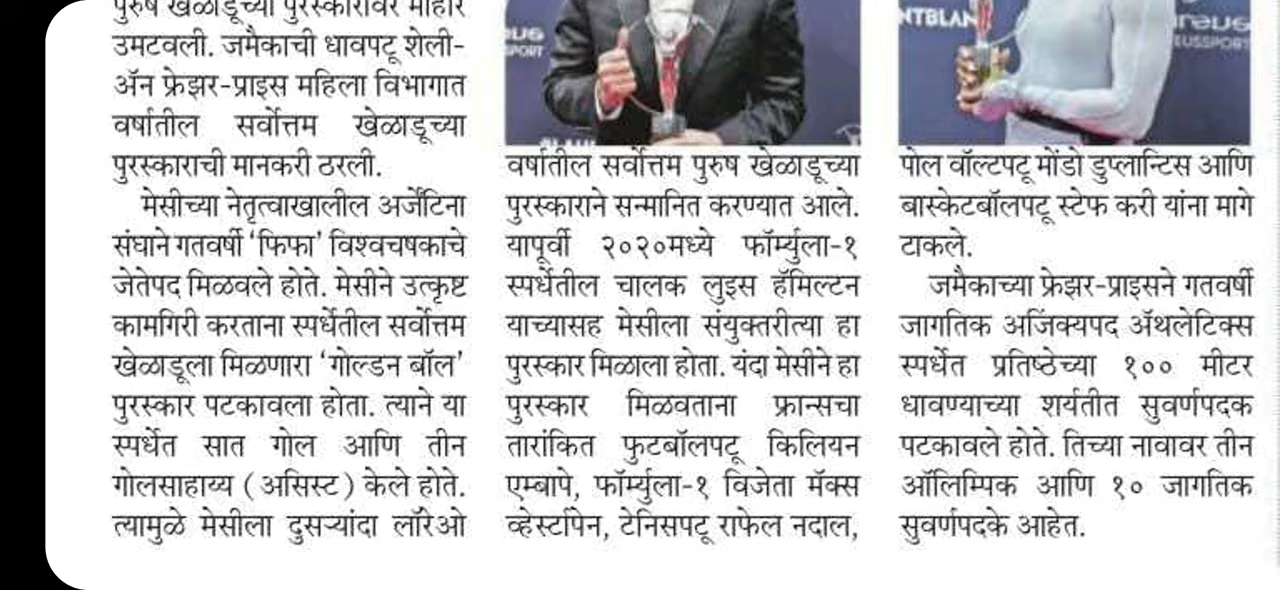 पुरुष खेळाडूच्या पुरस्कारावर मोहोर
उमटवली. जमैकाची धावपटू शेली-
ॲन फ्रेझर-प्राइस महिला विभागात
वर्षातील सर्वोत्तम खेळाडूच्या
पुरस्काराची मानकरी ठरली.
मेसीच्या नेतृत्वाखालील अर्जेंटिना
संघाने गतवर्षी ‘फिफा’ विश्वचषकाचे
जेतेपद मिळवले होते. मेसीने उत्कृष्ट
कामगिरी करताना स्पर्धेतील सर्वोत्तम
खेळाडूला मिळणारा ‘गोल्डन बॉल’
पुरस्कार पटकावला होता. त्याने या
स्पर्धेत सात गोल आणि तीन
गोलसाहाय्य (असिस्ट) केले होते.
त्यामुळे मेसीला दुसऱ्यांदा लॉरेओ
reus
SPORT
वर्षातील सर्वोत्तम पुरुष खेळाडूच्या
पुरस्काराने सन्मानित करण्यात आले.
यापूर्वी २०२०मध्ये फॉर्म्युला-१
स्पर्धेतील चालक लुइस हॅमिल्टन
याच्यासह मेसीला संयुक्तरीत्या हा
पुरस्कार मिळाला होता. यंदा मेसीने हा
पुरस्कार मिळवताना फ्रान्सचा
तारांकित फुटबॉलपटू किलियन
एम्बापे, फॉर्म्युला-१ विजेता मॅक्स
व्हेर्स्टापेन, टेनिसपटू राफेल नदाल,
NTBLAN
ıreus
EUSSPORT
पोल वॉल्टपटू मोंडो डुप्लान्टिस आणि
बास्केटबॉलपटू स्टेफ करी यांना मागे
टाकले.
जमैकाच्या फ्रेझर-प्राइसने गतवर्षी
जागतिक अजिंक्यपद ॲथलेटिक्स
स्पर्धेत प्रतिष्ठेच्या १०० मीटर
धावण्याच्या शर्यतीत सुवर्णपदक
पटकावले होते. तिच्या नावावर तीन
ऑलिम्पिक आणि १० जागतिक
सुवर्णपदके आहेत.